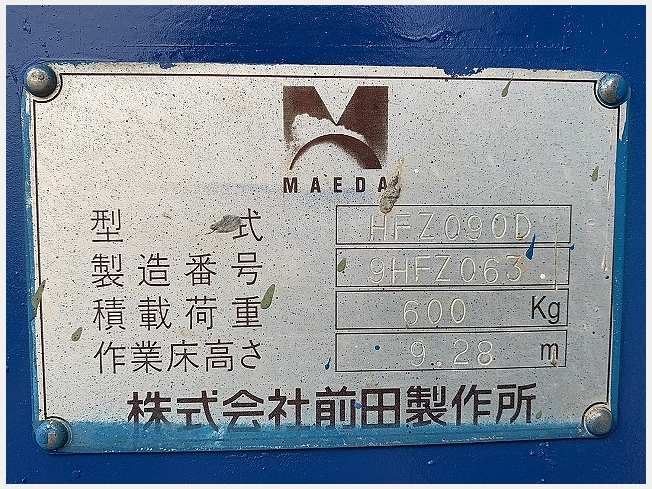 MAEDA
型式 HFZ090D
製造番号 9HFZ063
積載荷重 600 Kg
作業床高さ 9.28 m
株式会社前田製作所